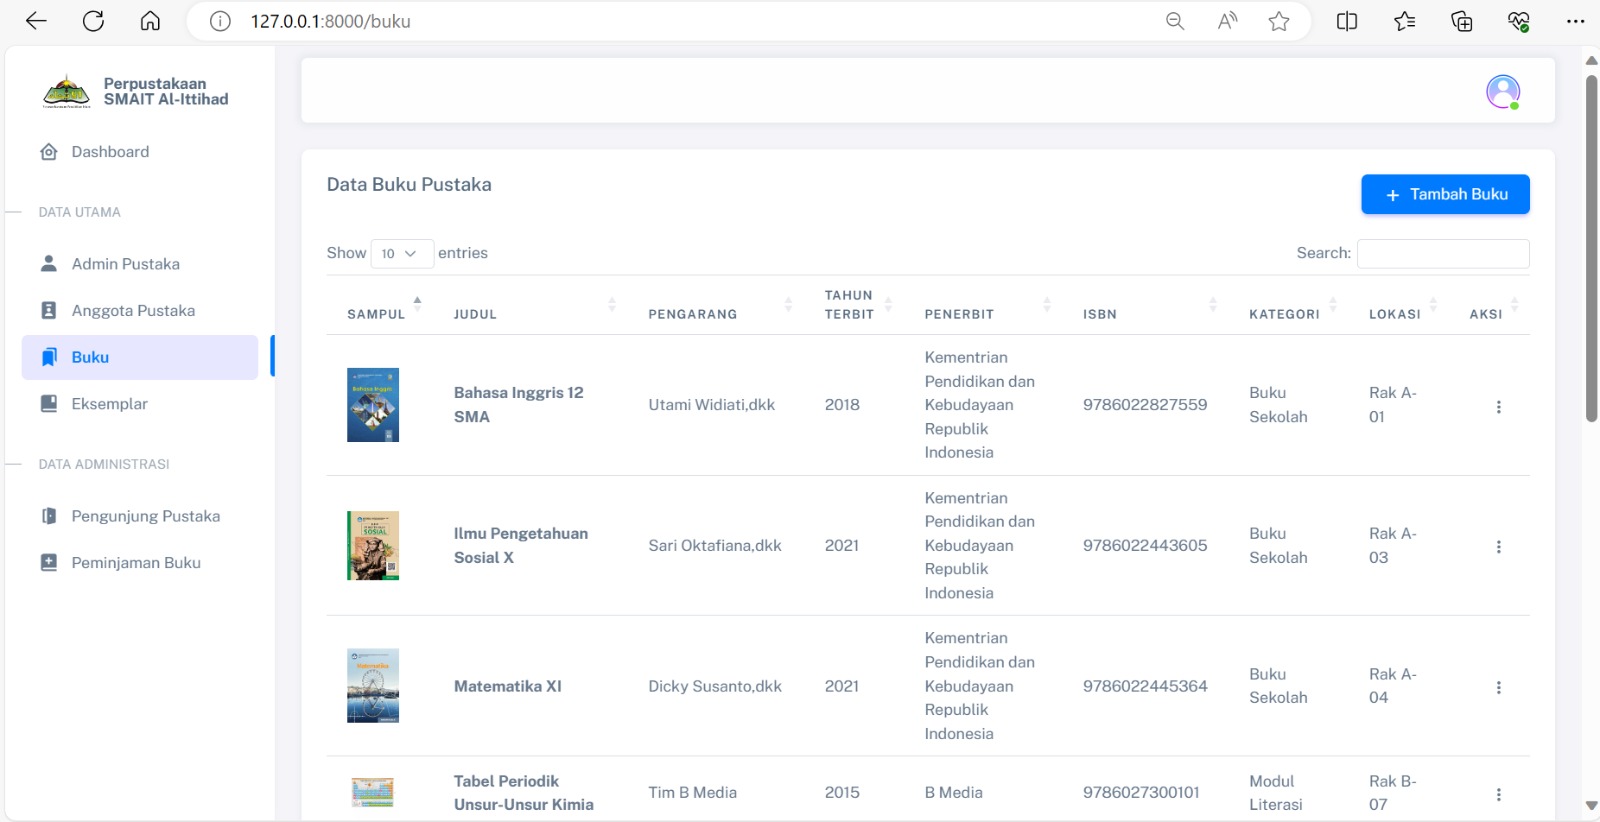 127.0.0.1:8000/buku
Perpustakaan
SMAIT Al-Ittihad
Dashboard
DATA UTAMA
Admin Pustaka
Anggota Pustaka
Buku
Eksemplar
DATA ADMINISTRASI
Pengunjung Pustaka
Peminjaman Buku
Data Buku Pustaka
+ Tambah Buku
Show 10 entries
Search:
SAMPUL
JUDUL
PENGARANG
TAHUN
TERBIT
PENERBIT
ISBN
KATEGORI
LOKASI
AKSI
Bahasa Inggris
Bahasa Inggris 12
SMA
Utami Widiati,dkk
2018
Kementrian
Pendidikan dan
Kebudayaan
Republik
Indonesia
9786022827559
Buku
Sekolah
Rak A-
01
SOSIAL
Ilmu Pengetahuan
Sosial X
Sari Oktafiana,dkk
2021
Kementrian
Pendidikan dan
Kebudayaan
Republik
Indonesia
9786022443605
Buku
Sekolah
Rak A-
03
Matematika
Matematika XI
Dicky Susanto,dkk
2021
Kementrian
Pendidikan dan
Kebudayaan
Republik
Indonesia
9786022445364
Buku
Sekolah
Rak A-
04
Tabel Periodik
Unsur-Unsur Kimia
Tim B Media
2015
B Media
9786027300101
Modul
Literasi
Rak B-
07